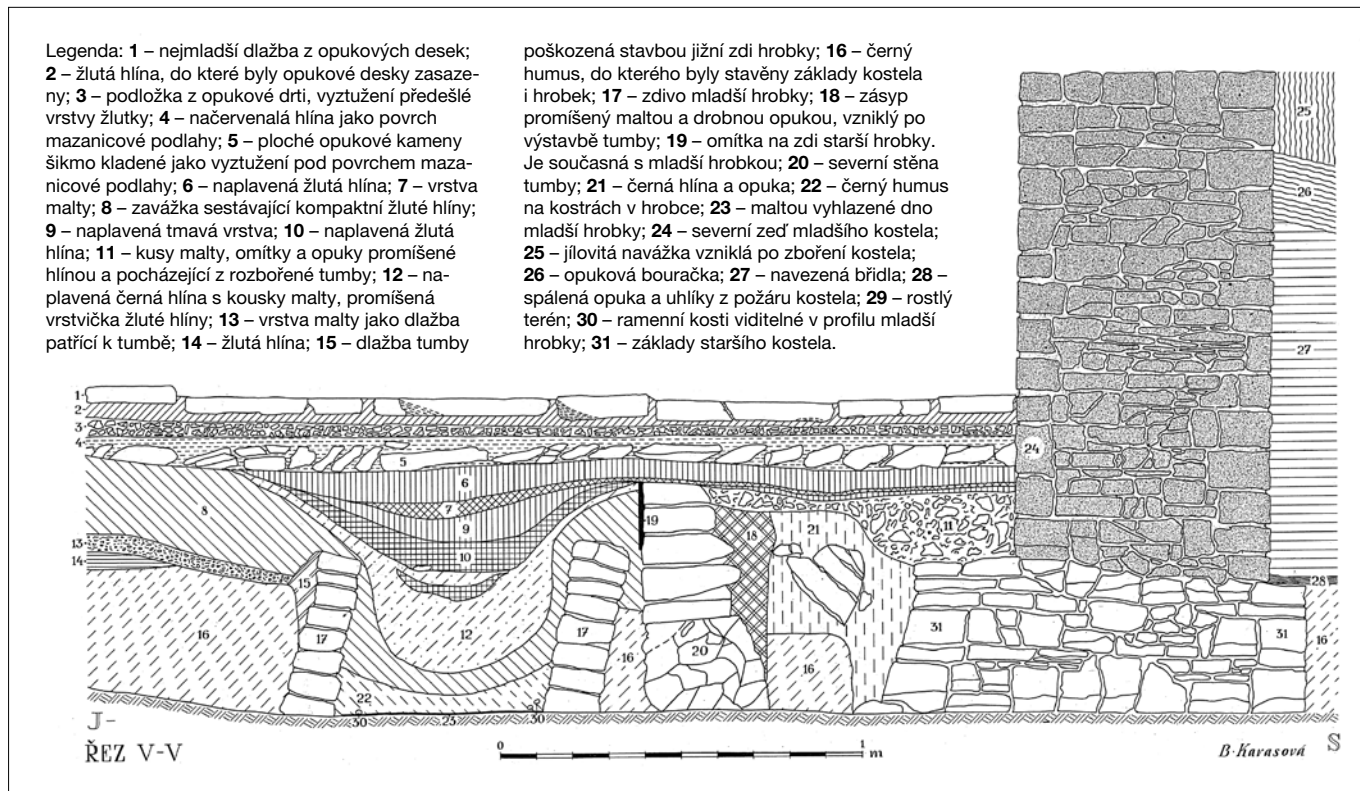 Legenda: 1 – nejmladší dlažba z opukových desek;
2 – žlutá hlína, do které byly opukové desky zasaze-
ny; 3 – podložka z opukové drti, vyztužení předešlé
vrstvy žlutky; 4 – načervenalá hlína jako povrch
mazanicové podlahy; 5 – ploché opukové kameny
šikmo kladené jako vyztužení pod povrchem maza-
nicové podlahy; 6 – naplavená žlutá hlína; 7 – vrstva
malty; 8 – zavážka sestávající kompaktní žluté hlíny;
9 – naplavená tmavá vrstva; 10 – naplavená žlutá
hlína; 11 – kusy malty, omítky a opuky promíšené
hlínou a pocházející z rozbořené tumby; 12 – na-
plavená černá hlína s kousky malty, promíšená
vrstvička žluté hlíny; 13 – vrstva malty jako dlažba
patřící k tumbě; 14 – žlutá hlína; 15 – dlažba tumby
poškozená stavbou jižní zdi hrobky; 16 – černý
humus, do kterého byly stavěny základy kostela
i hrobek; 17 – zdivo mladší hrobky; 18 – zásyp
promíšený maltou a drobnou opukou, vzniklý po
výstavbě tumby; 19 – omítka na zdi starší hrobky.
Je současná s mladší hrobkou; 20 – severní stěna
tumby; 21 – černá hlína a opuka; 22 – černý humus
na kostrách v hrobce; 23 – maltou vyhlazené dno
mladší hrobky; 24 – severní zeď mladšího kostela;
25 – jílovitá navážka vzniklá po zboření kostela;
26 – opuková bouračka; 27 – navezená břidla; 28 –
spálená opuka a uhlíky z požáru kostela; 29 – rostlý
terén; 30 – ramenní kosti viditelné v profilu mladší
hrobky; 31 – základy staršího kostela.
25
26
27
1
2
3
4
5
24
6
7
8
9
19
21
11
18
13
10
14
15
28
16
17
12
17
20
31
31
16
16
16
22
30
23
30
J-
ŘEZ V-V
0
1
m
B. Karasová
S